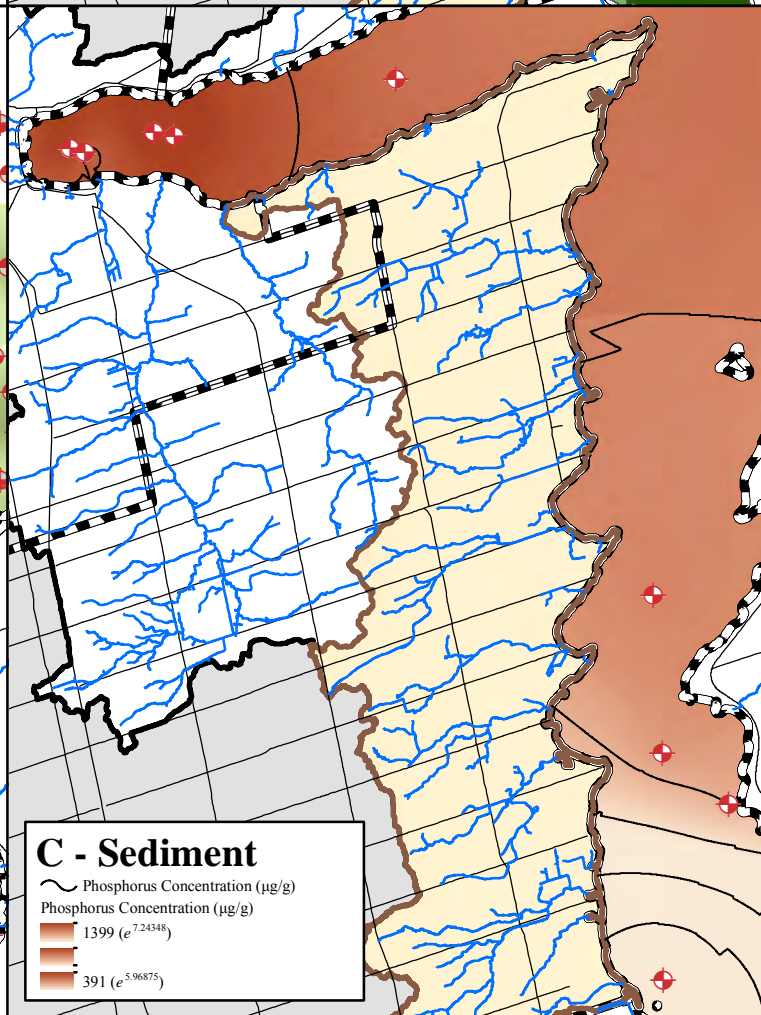 C - Sediment
Phosphorus Concentration (μg/g)
Phosphorus Concentration (μg/g)
1399 (e^7.24348)
391 (e^5.96875)